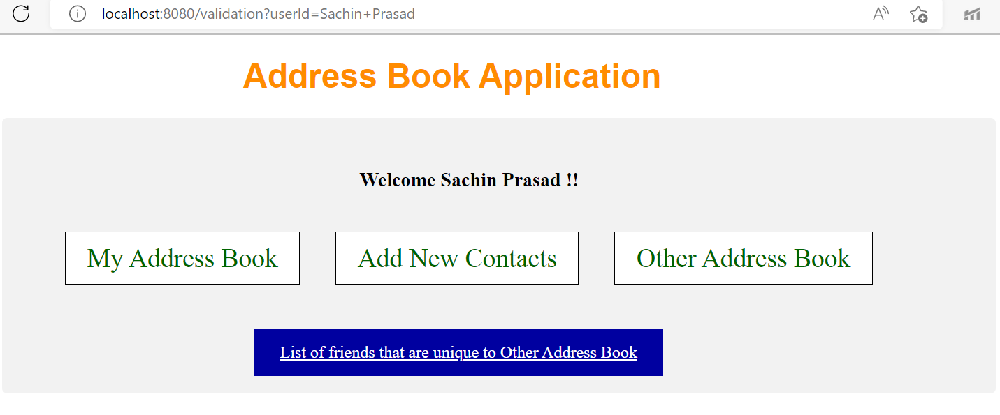 localhost:8080/validation?userId=Sachin+Prasad
Address Book Application
Welcome Sachin Prasad !!
My Address Book
Add New Contacts
Other Address Book
List of friends that are unique to Other Address Book